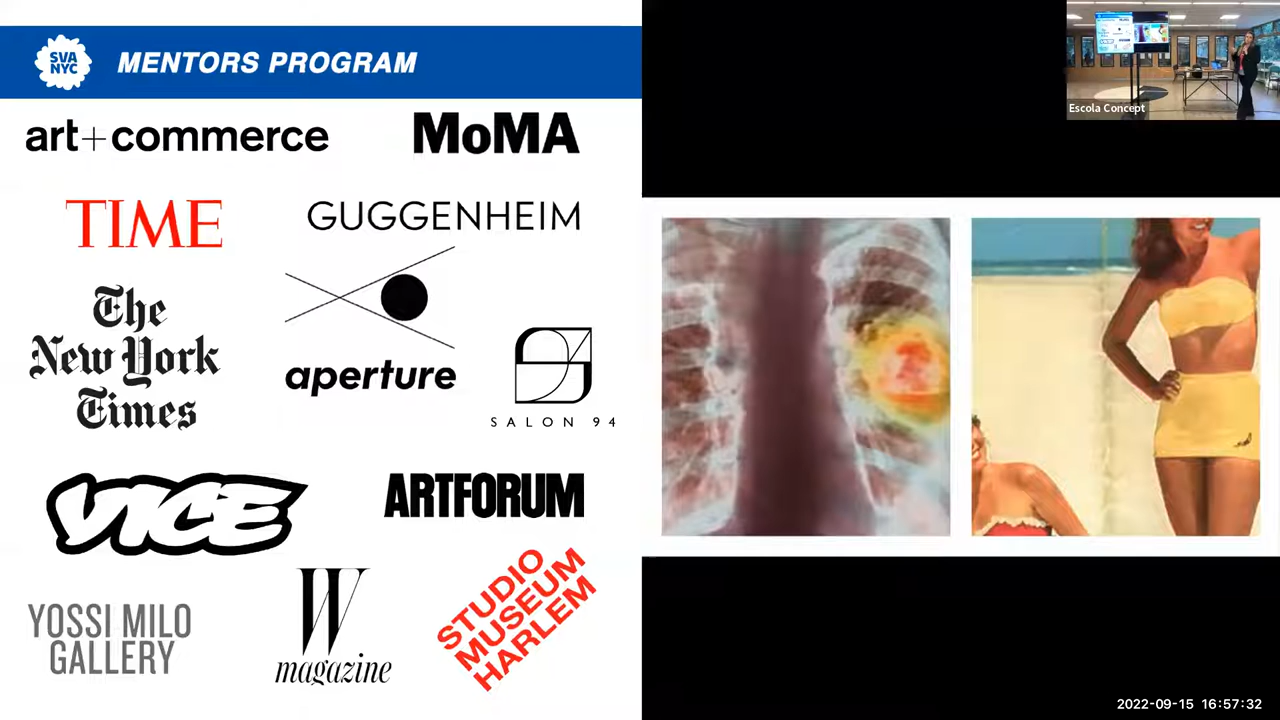 SVA
NYC
MENTORS PROGRAM
art+commerce
MoMA
TIME
GUGGENHEIM
The
New York
Times
aperture
SALON 94
VICE
ARTFORUM
YOSSI MILO
GALLERY
W
magazine
STUDIO
MUSEUM
HARLEM
Escola Concept
2022-09-15 16:57:32